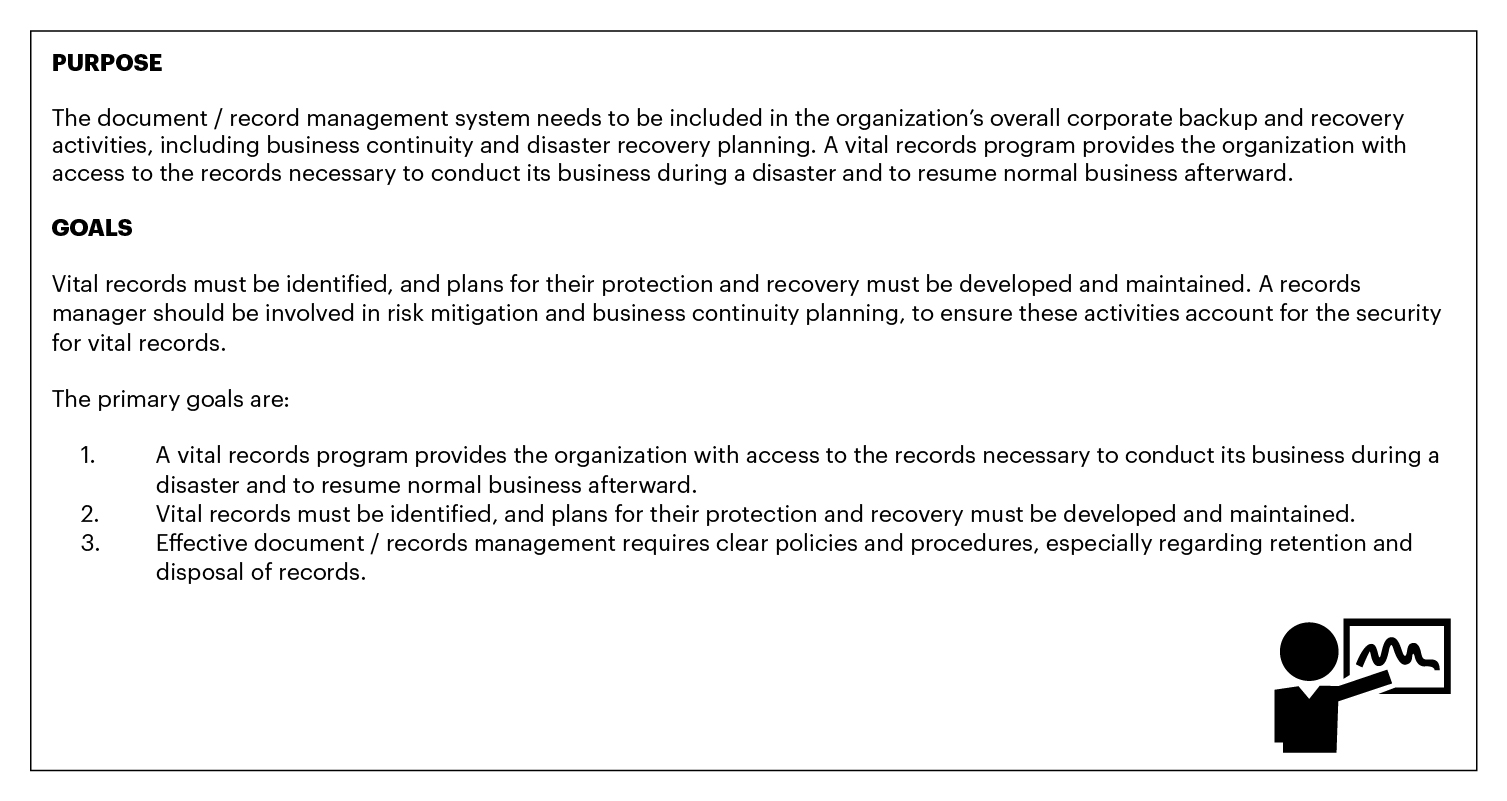 PURPOSE
The document / record management system needs to be included in the organization’s overall corporate backup and recovery
activities, including business continuity and disaster recovery planning. A vital records program provides the organization with
access to the records necessary to conduct its business during a disaster and to resume normal business afterward.
GOALS
Vital records must be identified, and plans for their protection and recovery must be developed and maintained. A records
manager should be involved in risk mitigation and business continuity planning, to ensure these activities account for the security
for vital records.
The primary goals are:
1. A vital records program provides the organization with access to the records necessary to conduct its business during a
disaster and to resume normal business afterward.
2. Vital records must be identified, and plans for their protection and recovery must be developed and maintained.
3. Effective document / records management requires clear policies and procedures, especially regarding retention and
disposal of records.